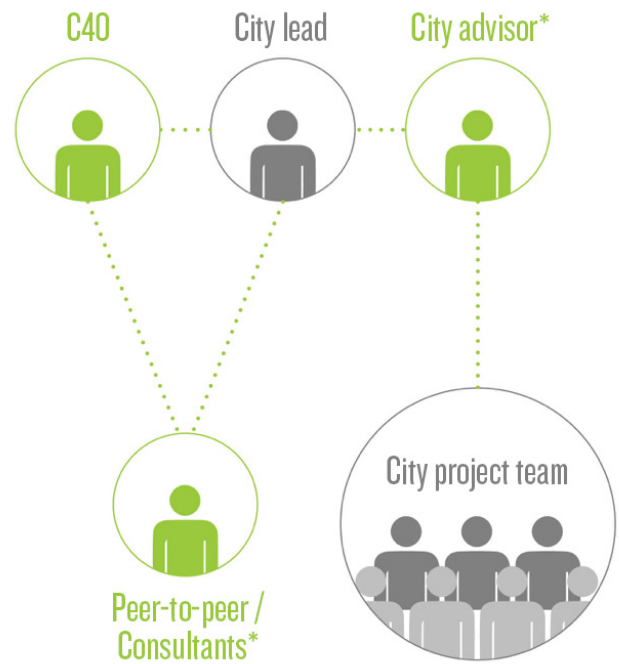 C40
City lead
City advisor*
City project team
Peer-to-peer /
Consultants*